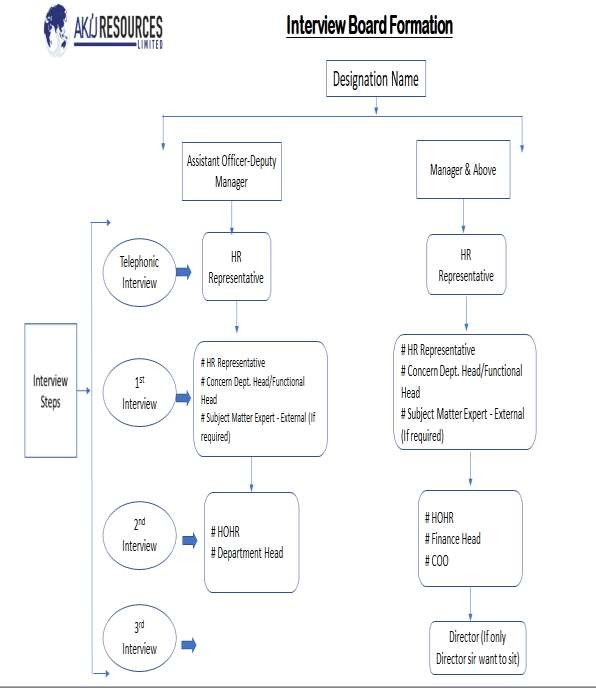 AKIJ RESOURCES
LIMITED
Interview Board Formation
Designation Name
Assistant Officer-Deputy
Manager
Manager & Above
Telephonic
Interview
HR
Representative
HR
Representative
Interview
Steps
1st
Interview
# HR Representative
# Concern Dept. Head/Functional
Head
# Subject Matter Expert - External (If
required)
# HR Representative
# Concern Dept. Head/Functional
Head
# Subject Matter Expert - External
(If required)
2nd
Interview
# HOHR
# Department Head
# HOHR
# Finance Head
# COO
3rd
Interview
Director (If only
Director sir want to sit)